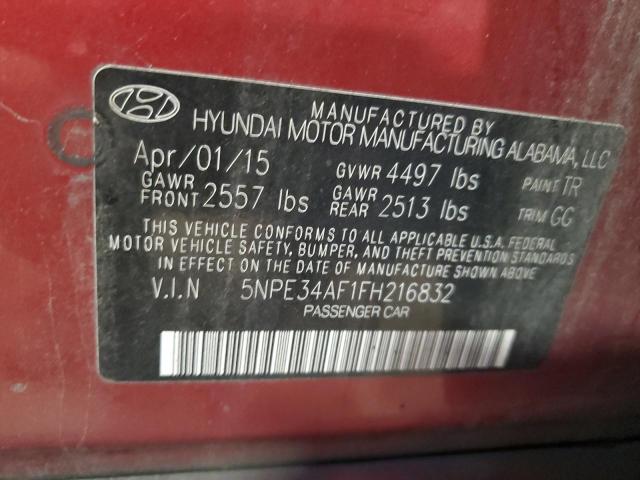 MANUFACTURED BY
HYUNDAI MOTOR MANUFACTURING ALABAMA, LLC
Apr/01/15 GVWR 4497 lbs PAINT TR
GAWR FRONT 2557 lbs GAWR REAR 2513 lbs TRIM GG
THIS VEHICLE CONFORMS TO ALL APPLICABLE U.S.A. FEDERAL
MOTOR VEHICLE SAFETY, BUMPER, AND THEFT PREVENTION STANDARDS
IN EFFECT ON THE DATE OF MANUFACTURE SHOWN ABOVE.
V.I.N 5NPE34AF1FH216832
PASSENGER CAR